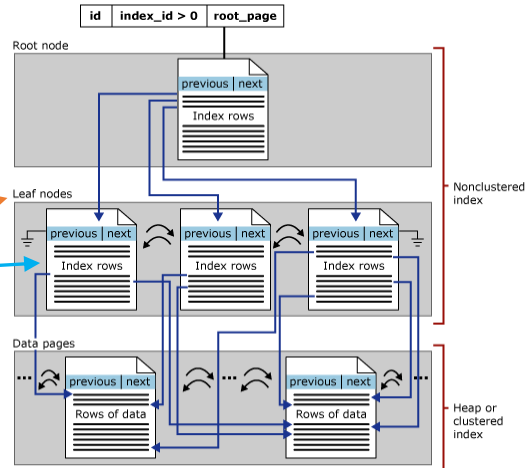 id index_id > 0 root_page
Root node
previous next
Index rows
Leaf nodes
previous next previous next previous next
Index rows Index rows Index rows
Nonclustered
index
Data pages
... ... ...
previous next previous next
Rows of data Rows of data
Heap or
clustered
index